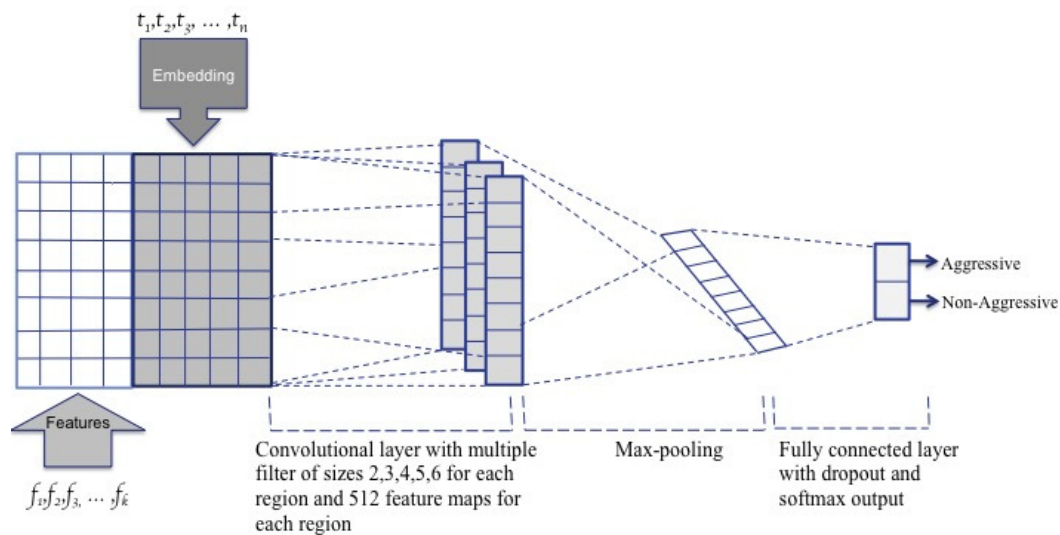 t₁,t₂,t₃, ... ,tₙ
Embedding
Aggressive
Non-Aggressive
Features
f₁,f₂,f₃, ... ,fₖ
Convolutional layer with multiple
filter of sizes 2,3,4,5,6 for each
region and 512 feature maps for
each region
Max-pooling
Fully connected layer
with dropout and
softmax output